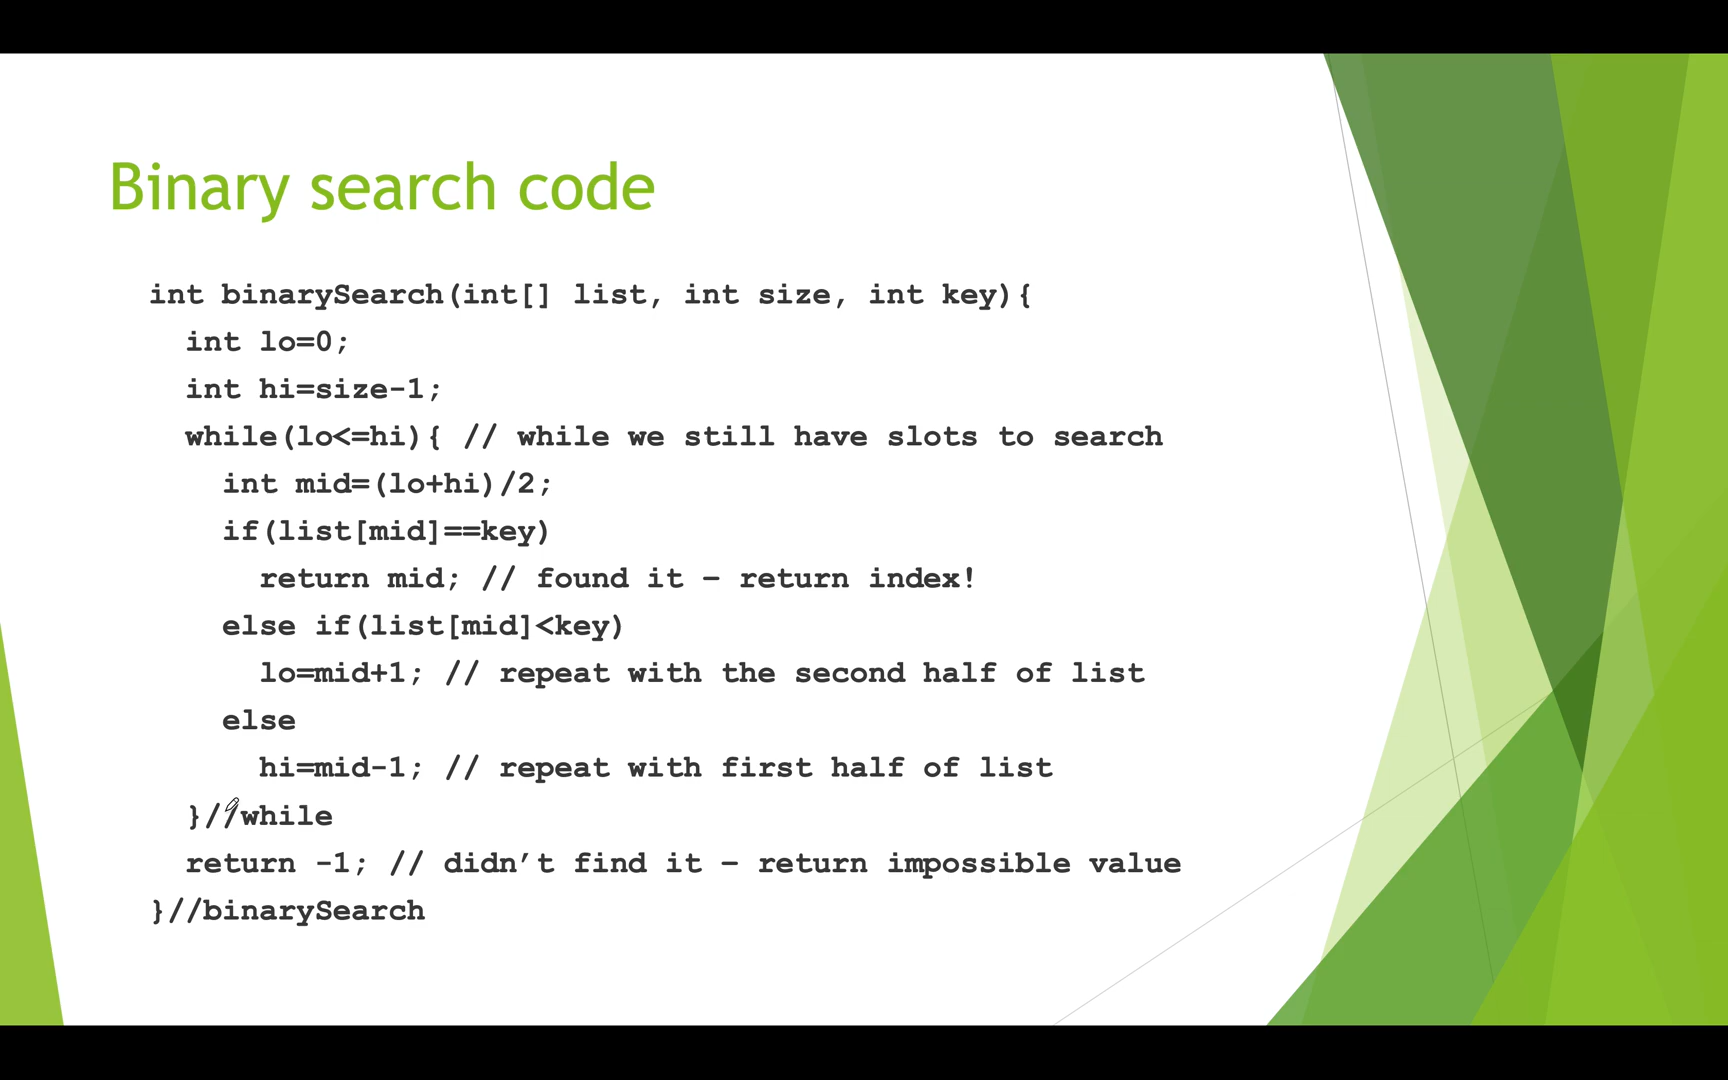 Binary search code
int binarySearch(int[] list, int size, int key){
int lo=0;
int hi=size-1;
while(lo<=hi){ // while we still have slots to search
int mid=(lo+hi)/2;
if(list[mid]==key)
return mid; // found it – return index!
else if(list[mid]<key)
lo=mid+1; // repeat with the second half of list
else
hi=mid-1; // repeat with first half of list
}//while
return -1; // didn’t find it – return impossible value
}//binarySearch